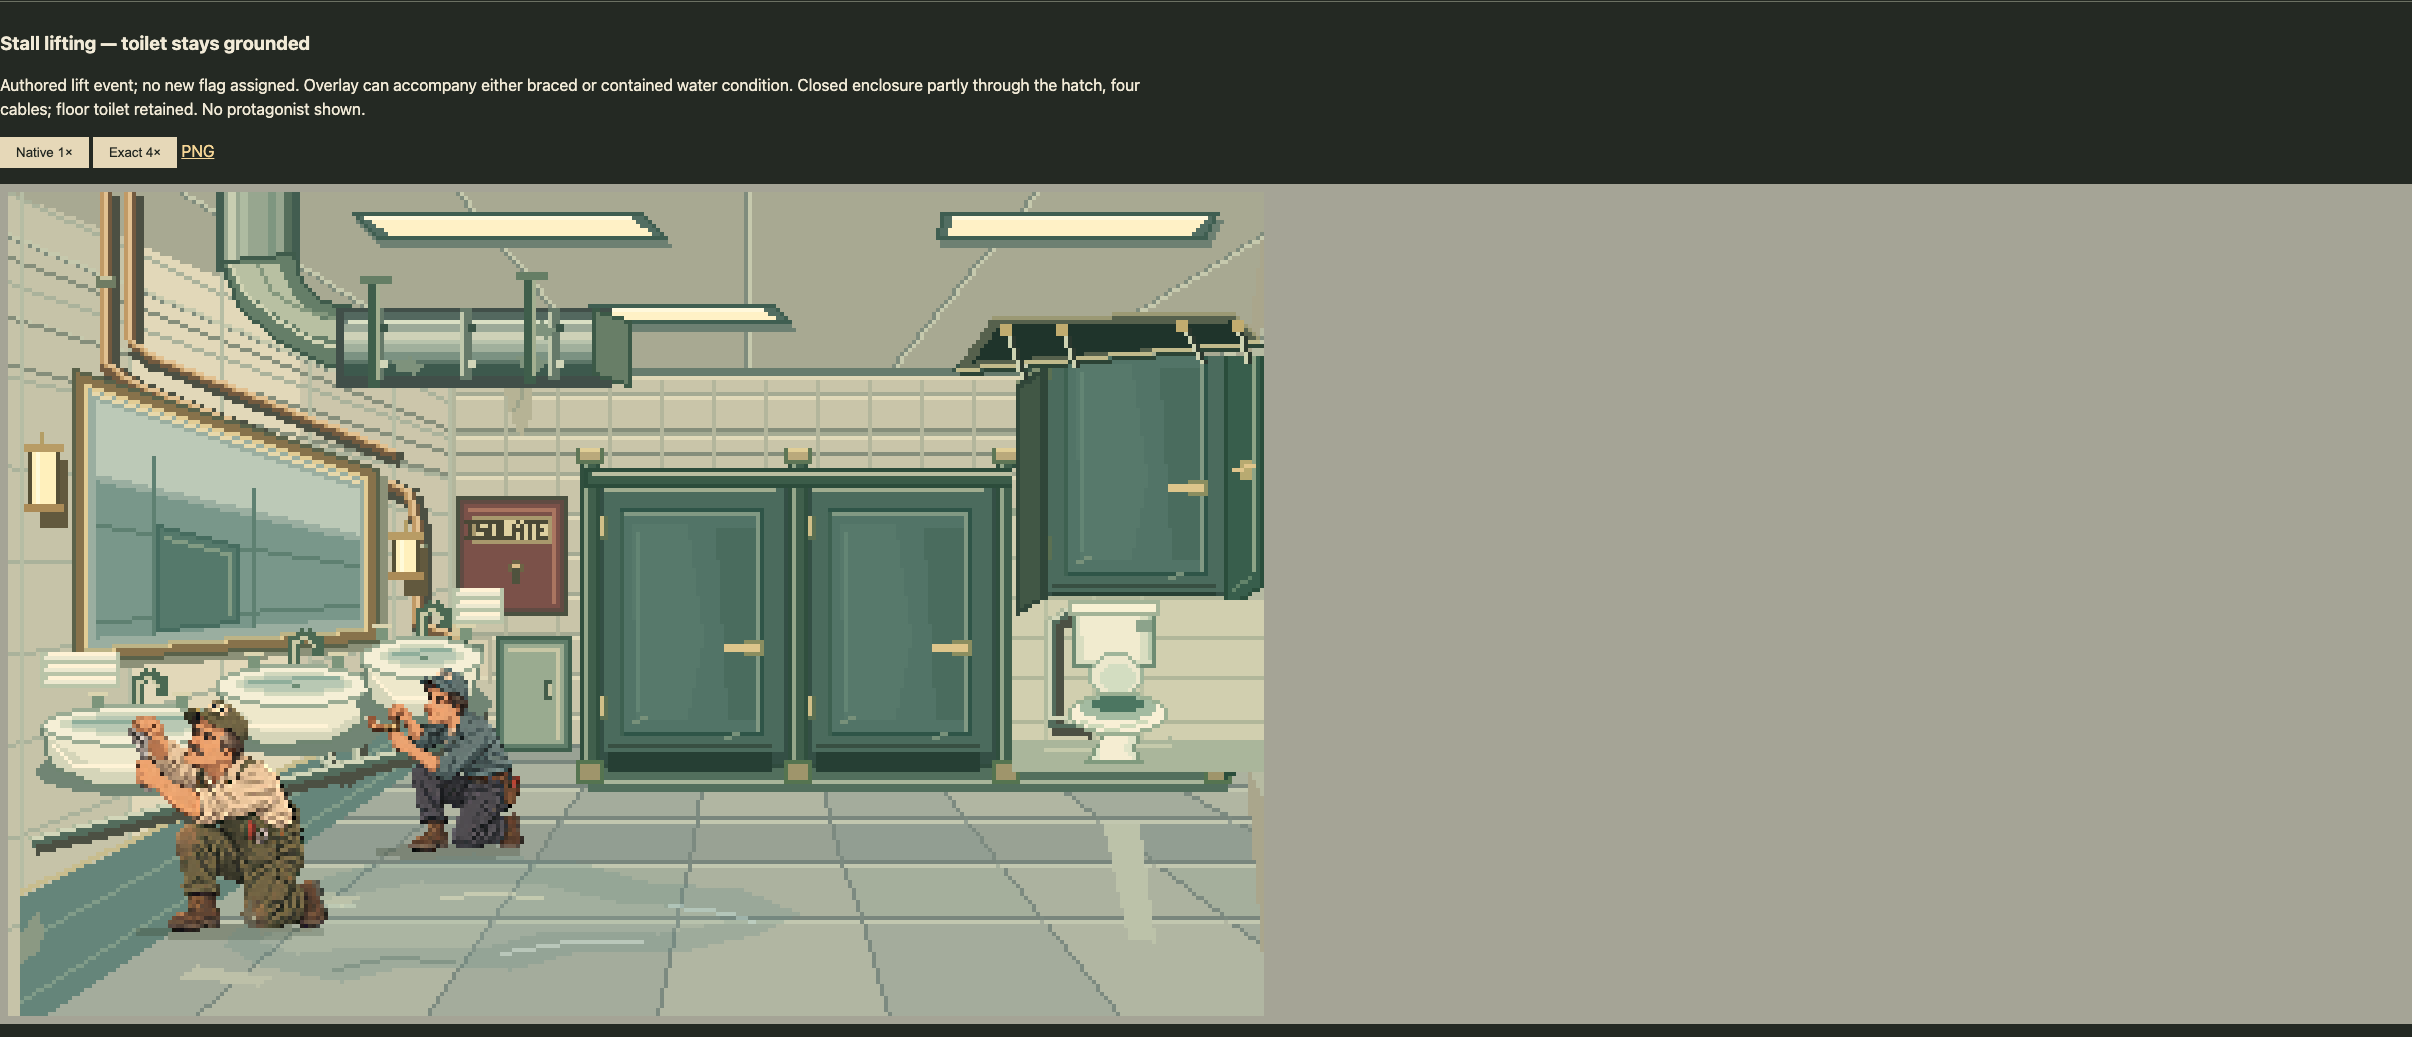 Stall lifting — toilet stays grounded
Authored lift event; no new flag assigned. Overlay can accompany either braced or contained water condition. Closed enclosure partly through the hatch, four
cables; floor toilet retained. No protagonist shown.
Native 1× Exact 4× PNG
ISOLATE